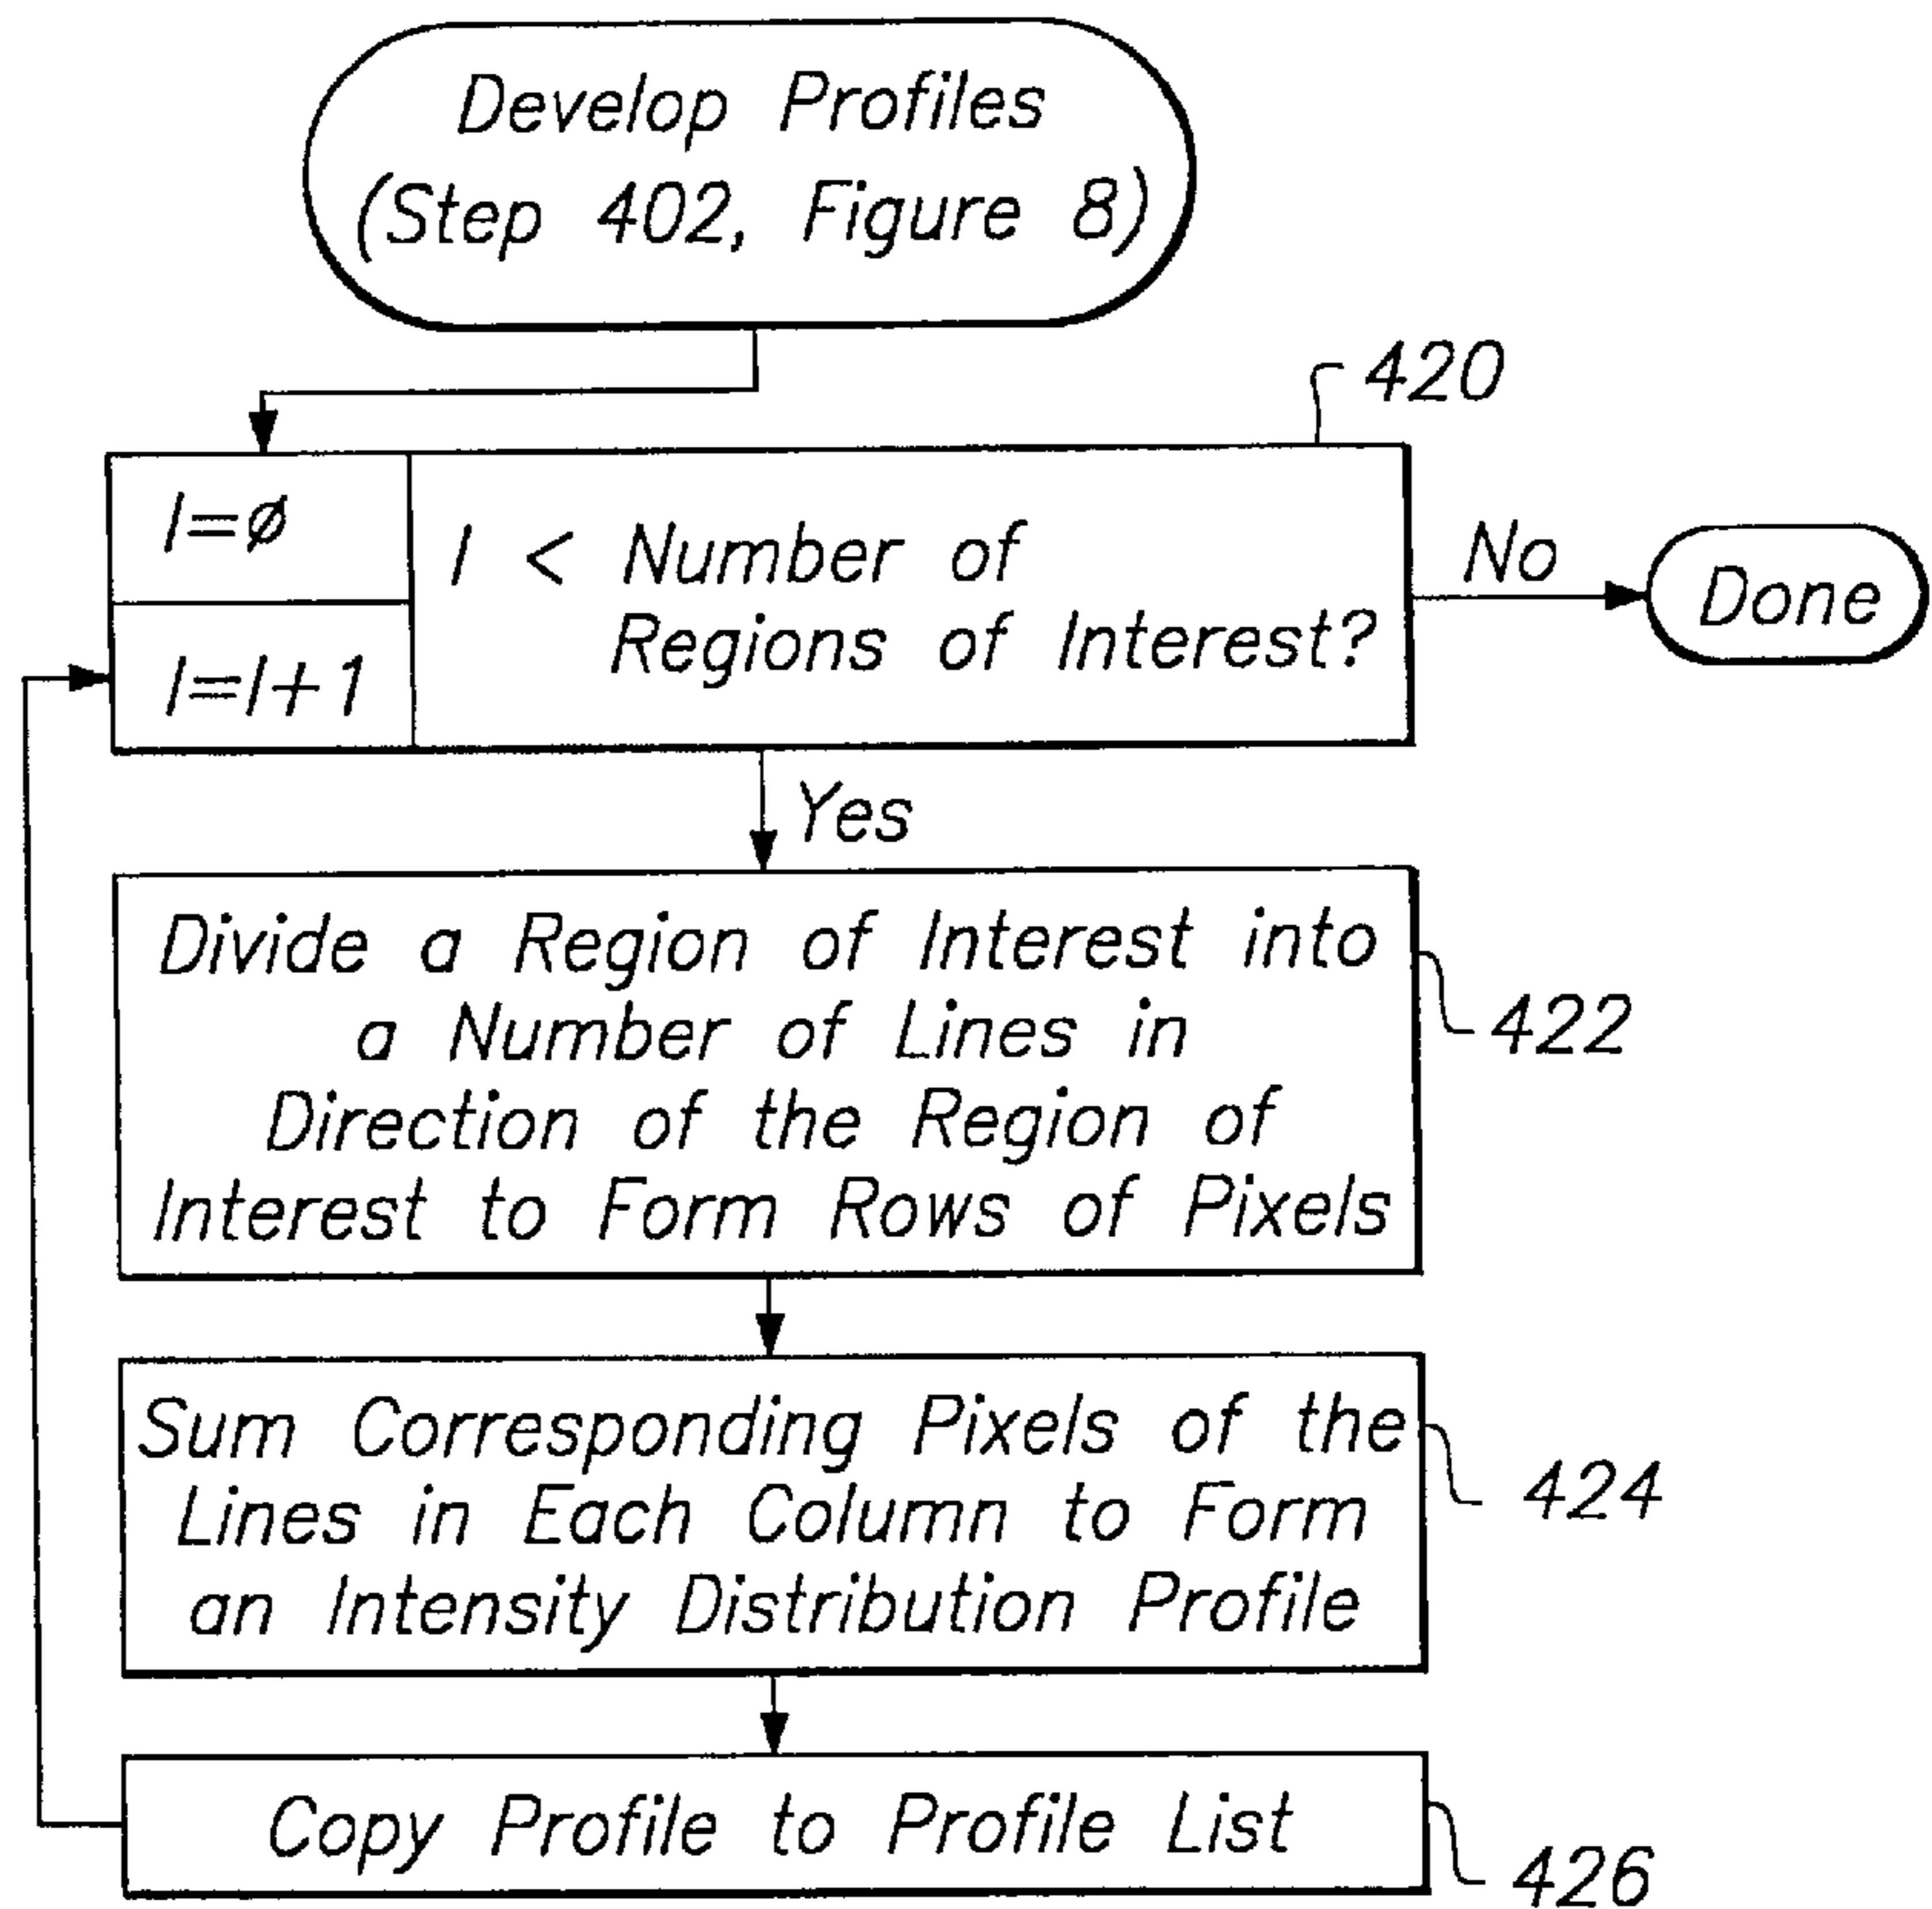 Develop Profiles
(Step 402, Figure 8)
420
I=ø
I < Number of
Regions of Interest?
No
Done
I=I+1
Yes
Divide a Region of Interest into
a Number of Lines in
Direction of the Region of
Interest to Form Rows of Pixels
422
Sum Corresponding Pixels of the
Lines in Each Column to Form
an Intensity Distribution Profile
424
Copy Profile to Profile List
426